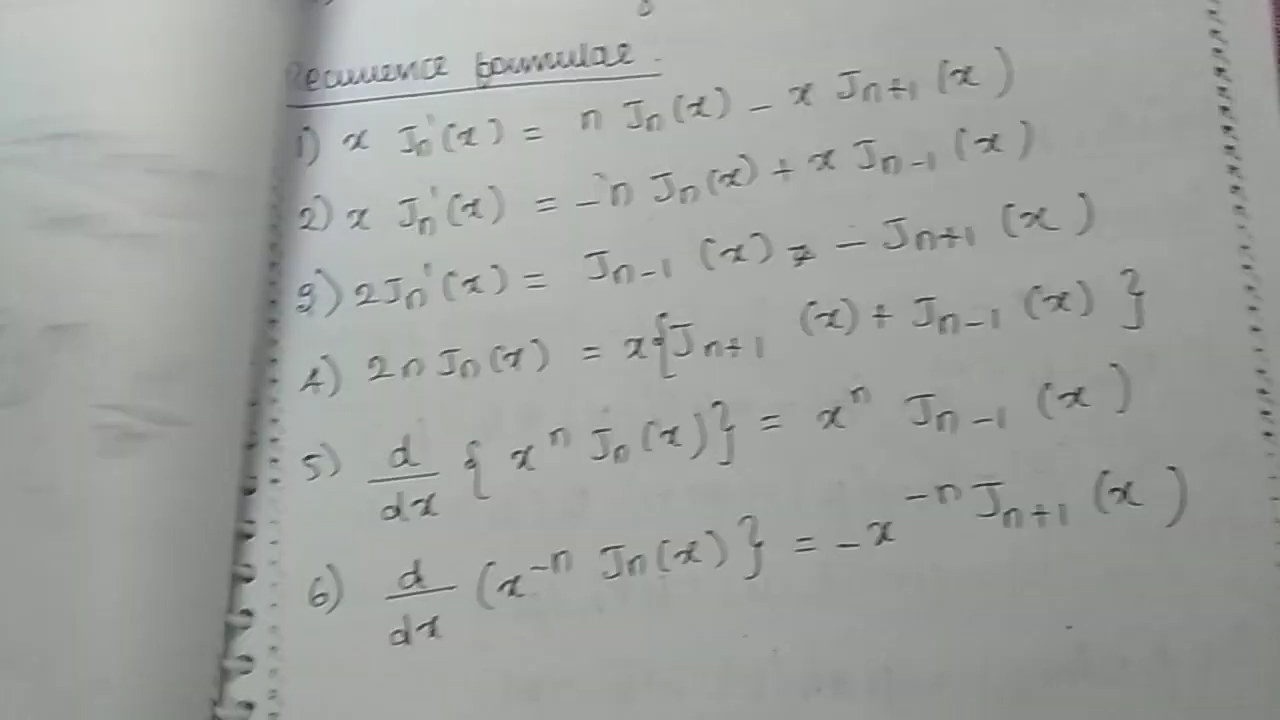 Recurrence formulae.
1) x Jn'(x) = n Jn(x) - x Jn+1 (x)
2) x Jn'(x) = -n Jn(x) + x Jn-1 (x)
3) 2Jn'(x) = Jn-1 (x) - Jn+1 (x)
4) 2n Jn(x) = x{Jn+1 (x) + Jn-1 (x) }
5) d/dx { x^n Jn(x)} = x^n Jn-1 (x)
6) d/dx (x^-n Jn(x) } = -x^-n Jn+1 (x)